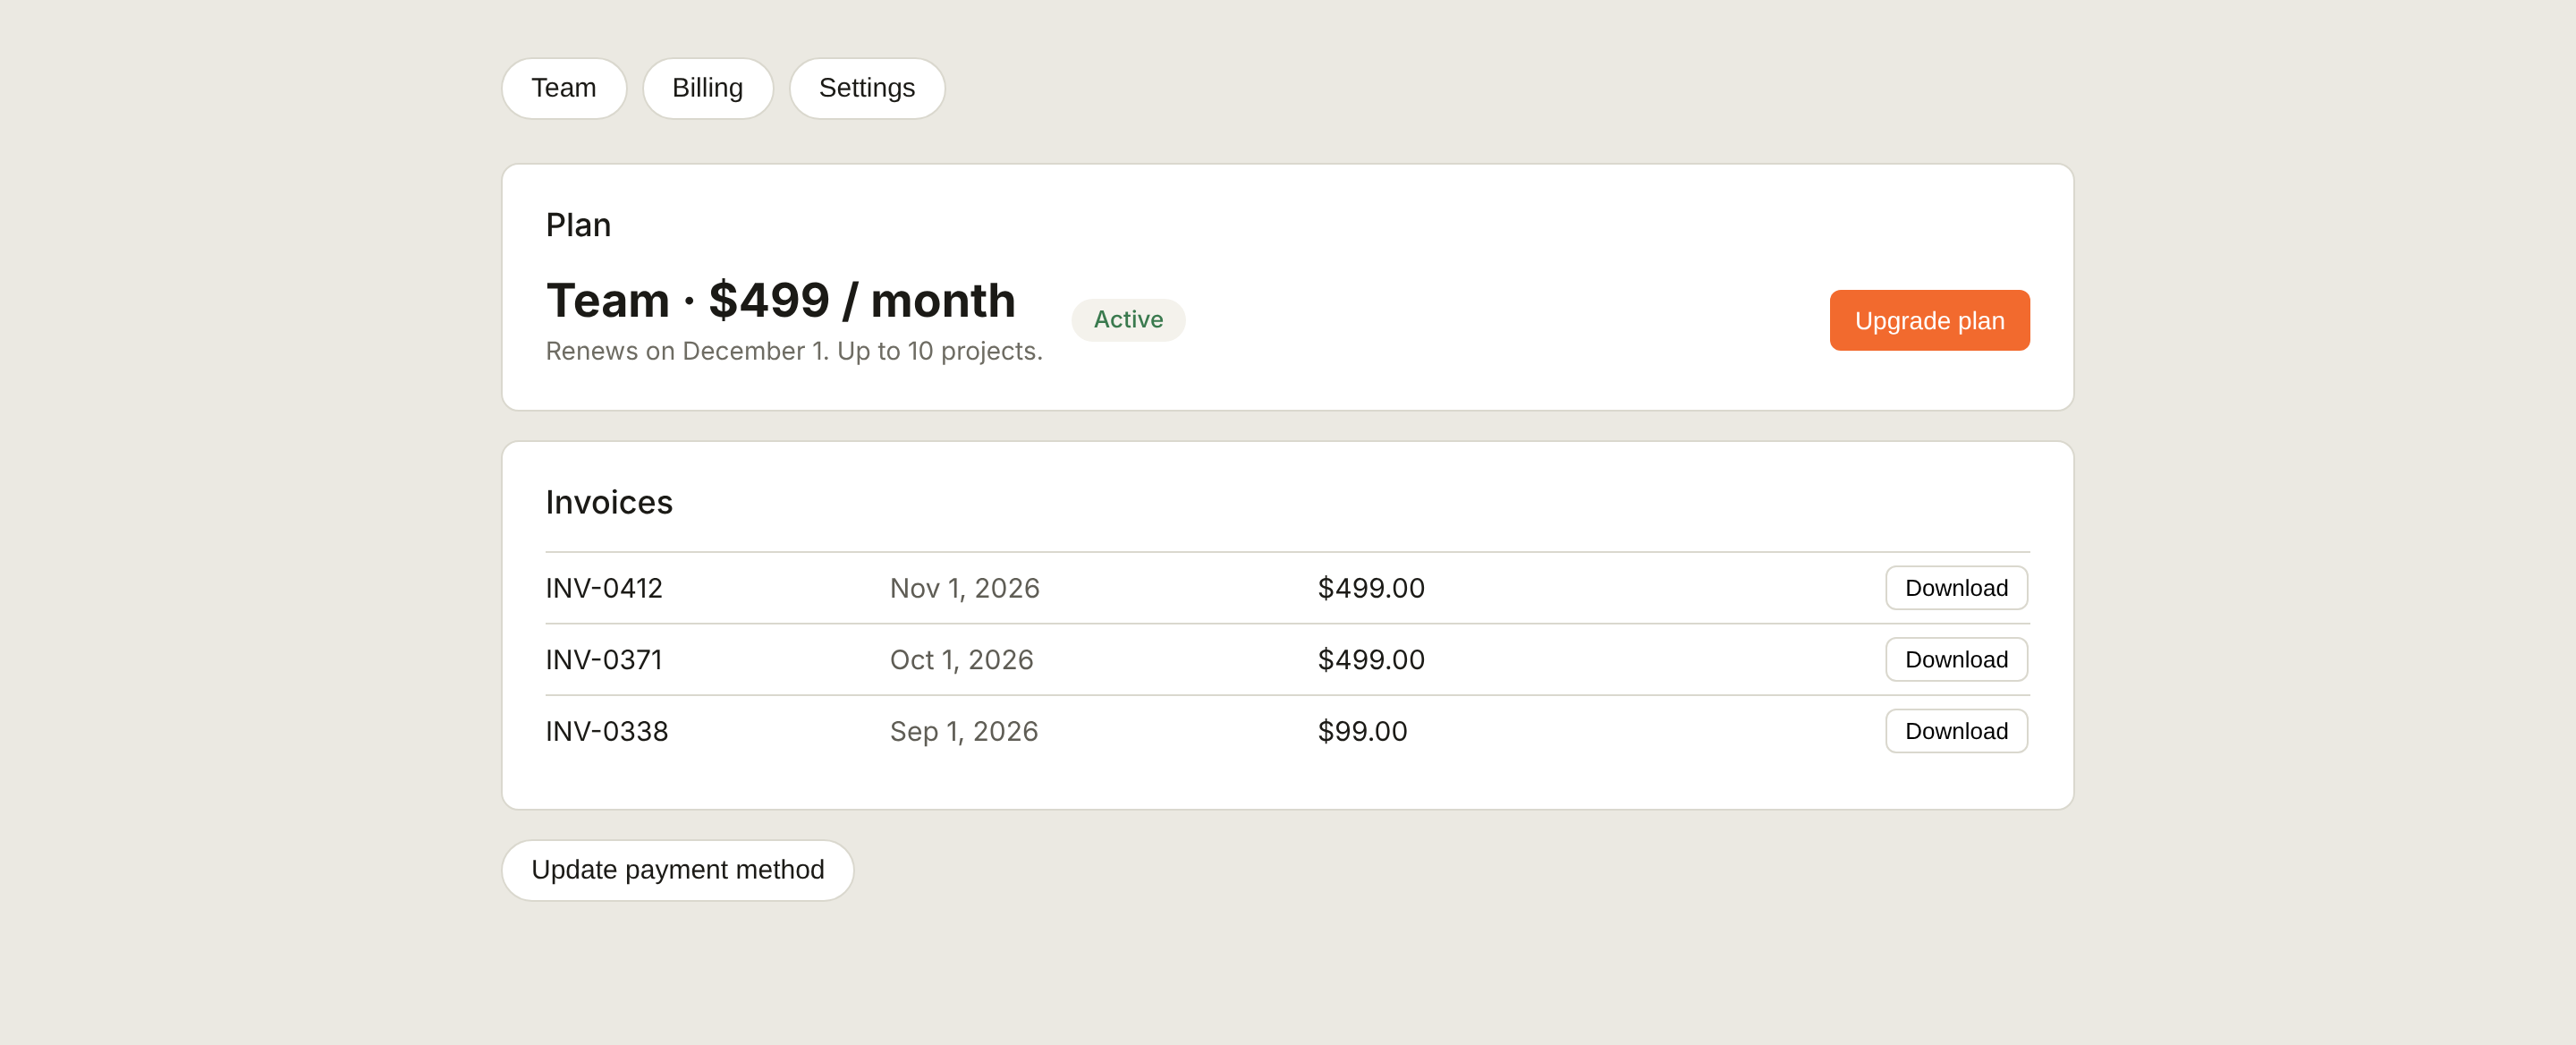 Team Billing Settings
Plan
Team · $499 / month
Active
Upgrade plan
Renews on December 1. Up to 10 projects.
Invoices
INV-0412 Nov 1, 2026 $499.00 Download
INV-0371 Oct 1, 2026 $499.00 Download
INV-0338 Sep 1, 2026 $99.00 Download
Update payment method